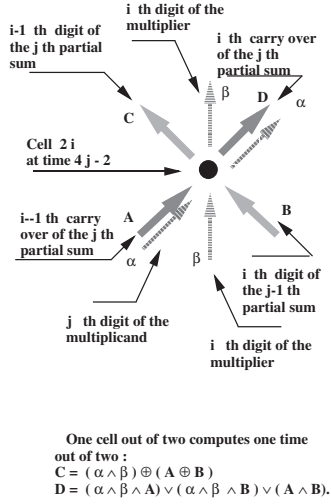 i th digit of the
multiplier
i-1 th digit of
the j th partial
sum
i th carry over
of the j th
partial sum
β
D
α
C
Cell 2 i
at time 4 j - 2
i--1 th carry
over of the j th
partial sum
A
α
B
β
i th digit of
the j-1 th
partial sum
j th digit of the
multiplicand
i th digit of the
multiplier
One cell out of two computes one time
out of two :
C = ( α ∧ β ) ⊕ ( A ⊕ B )
D = ( α ∧ β ∧ A) ∨ ( α ∧ β ∧ B ) ∨ ( A ∧ B).